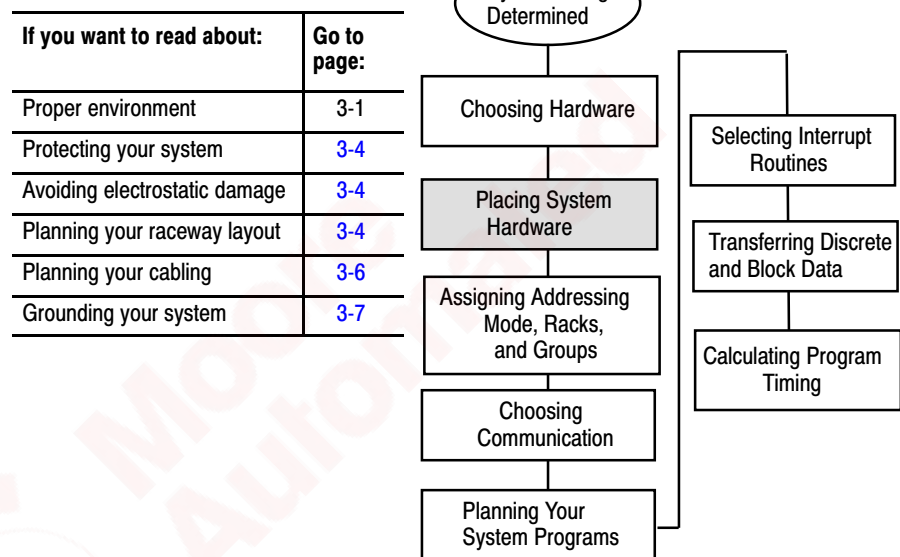 If you want to read about: Go to page:
Proper environment 3-1
Protecting your system 3-4
Avoiding electrostatic damage 3-4
Planning your raceway layout 3-4
Planning your cabling 3-6
Grounding your system 3-7
Determined
Choosing Hardware
Placing System
Hardware
Assigning Addressing
Mode, Racks,
and Groups
Choosing
Communication
Planning Your
System Programs
Selecting Interrupt
Routines
Transferring Discrete
and Block Data
Calculating Program
Timing
Moore
Automated